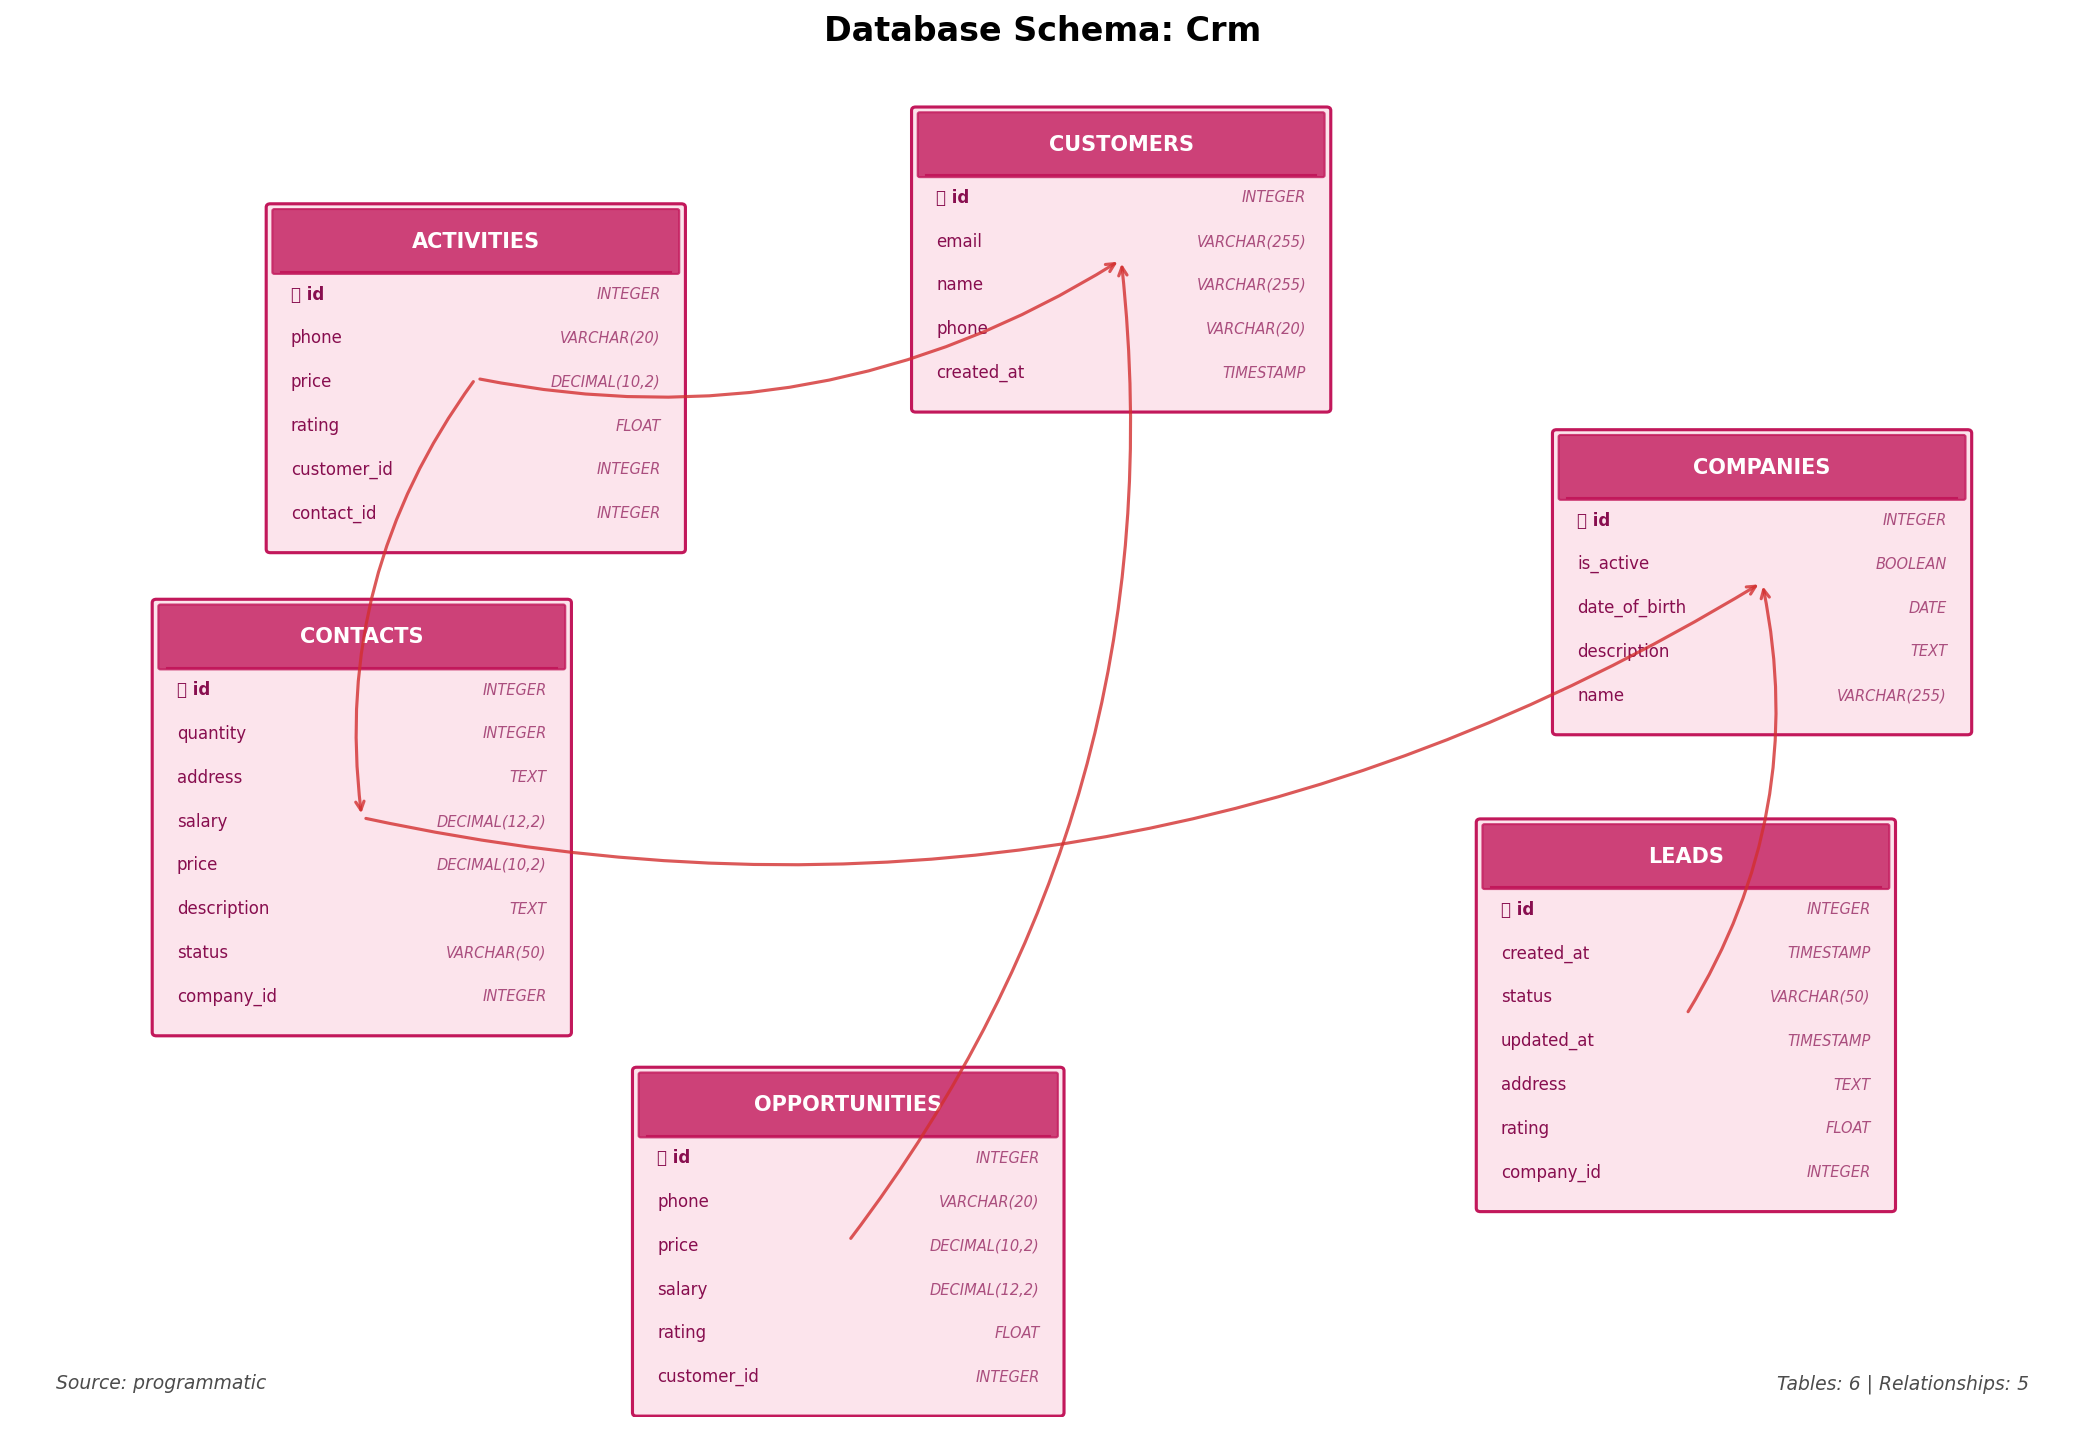 Database Schema: Crm
CUSTOMERS
id INTEGER
email VARCHAR(255)
name VARCHAR(255)
phone VARCHAR(20)
created_at TIMESTAMP
ACTIVITIES
id INTEGER
phone VARCHAR(20)
price DECIMAL(10,2)
rating FLOAT
customer_id INTEGER
contact_id INTEGER
COMPANIES
id INTEGER
is_active BOOLEAN
date_of_birth DATE
description TEXT
name VARCHAR(255)
CONTACTS
id INTEGER
quantity INTEGER
address TEXT
salary DECIMAL(12,2)
price DECIMAL(10,2)
description TEXT
status VARCHAR(50)
company_id INTEGER
LEADS
id INTEGER
created_at TIMESTAMP
status VARCHAR(50)
updated_at TIMESTAMP
address TEXT
rating FLOAT
company_id INTEGER
OPPORTUNITIES
id INTEGER
phone VARCHAR(20)
price DECIMAL(10,2)
salary DECIMAL(12,2)
rating FLOAT
customer_id INTEGER
Source: programmatic
Tables: 6 | Relationships: 5